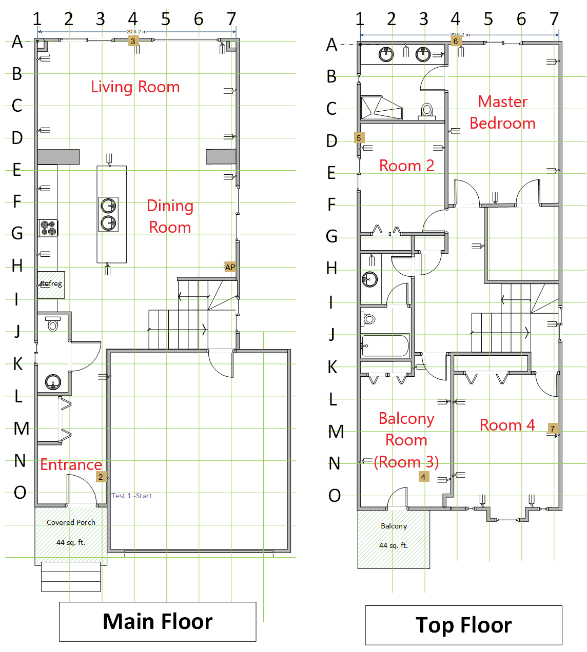 1 2 3 4 5 6 7
A
B
C
D
E
F
G
H
I
J
K
L
M
N
O
3
Living Room
Dining
Room
AP
Refreg
Entrance
2
Test 1 -Start
Covered Porch
44 sq. ft.
Main Floor
1 2 3 4 5 6 7
A
B
C
D
E
F
G
H
I
J
K
L
M
N
O
6
Master
Bedroom
5
Room 2
Balcony
Room
(Room 3)
Room 4
7
4
Balcony
44 sq. ft.
Top Floor